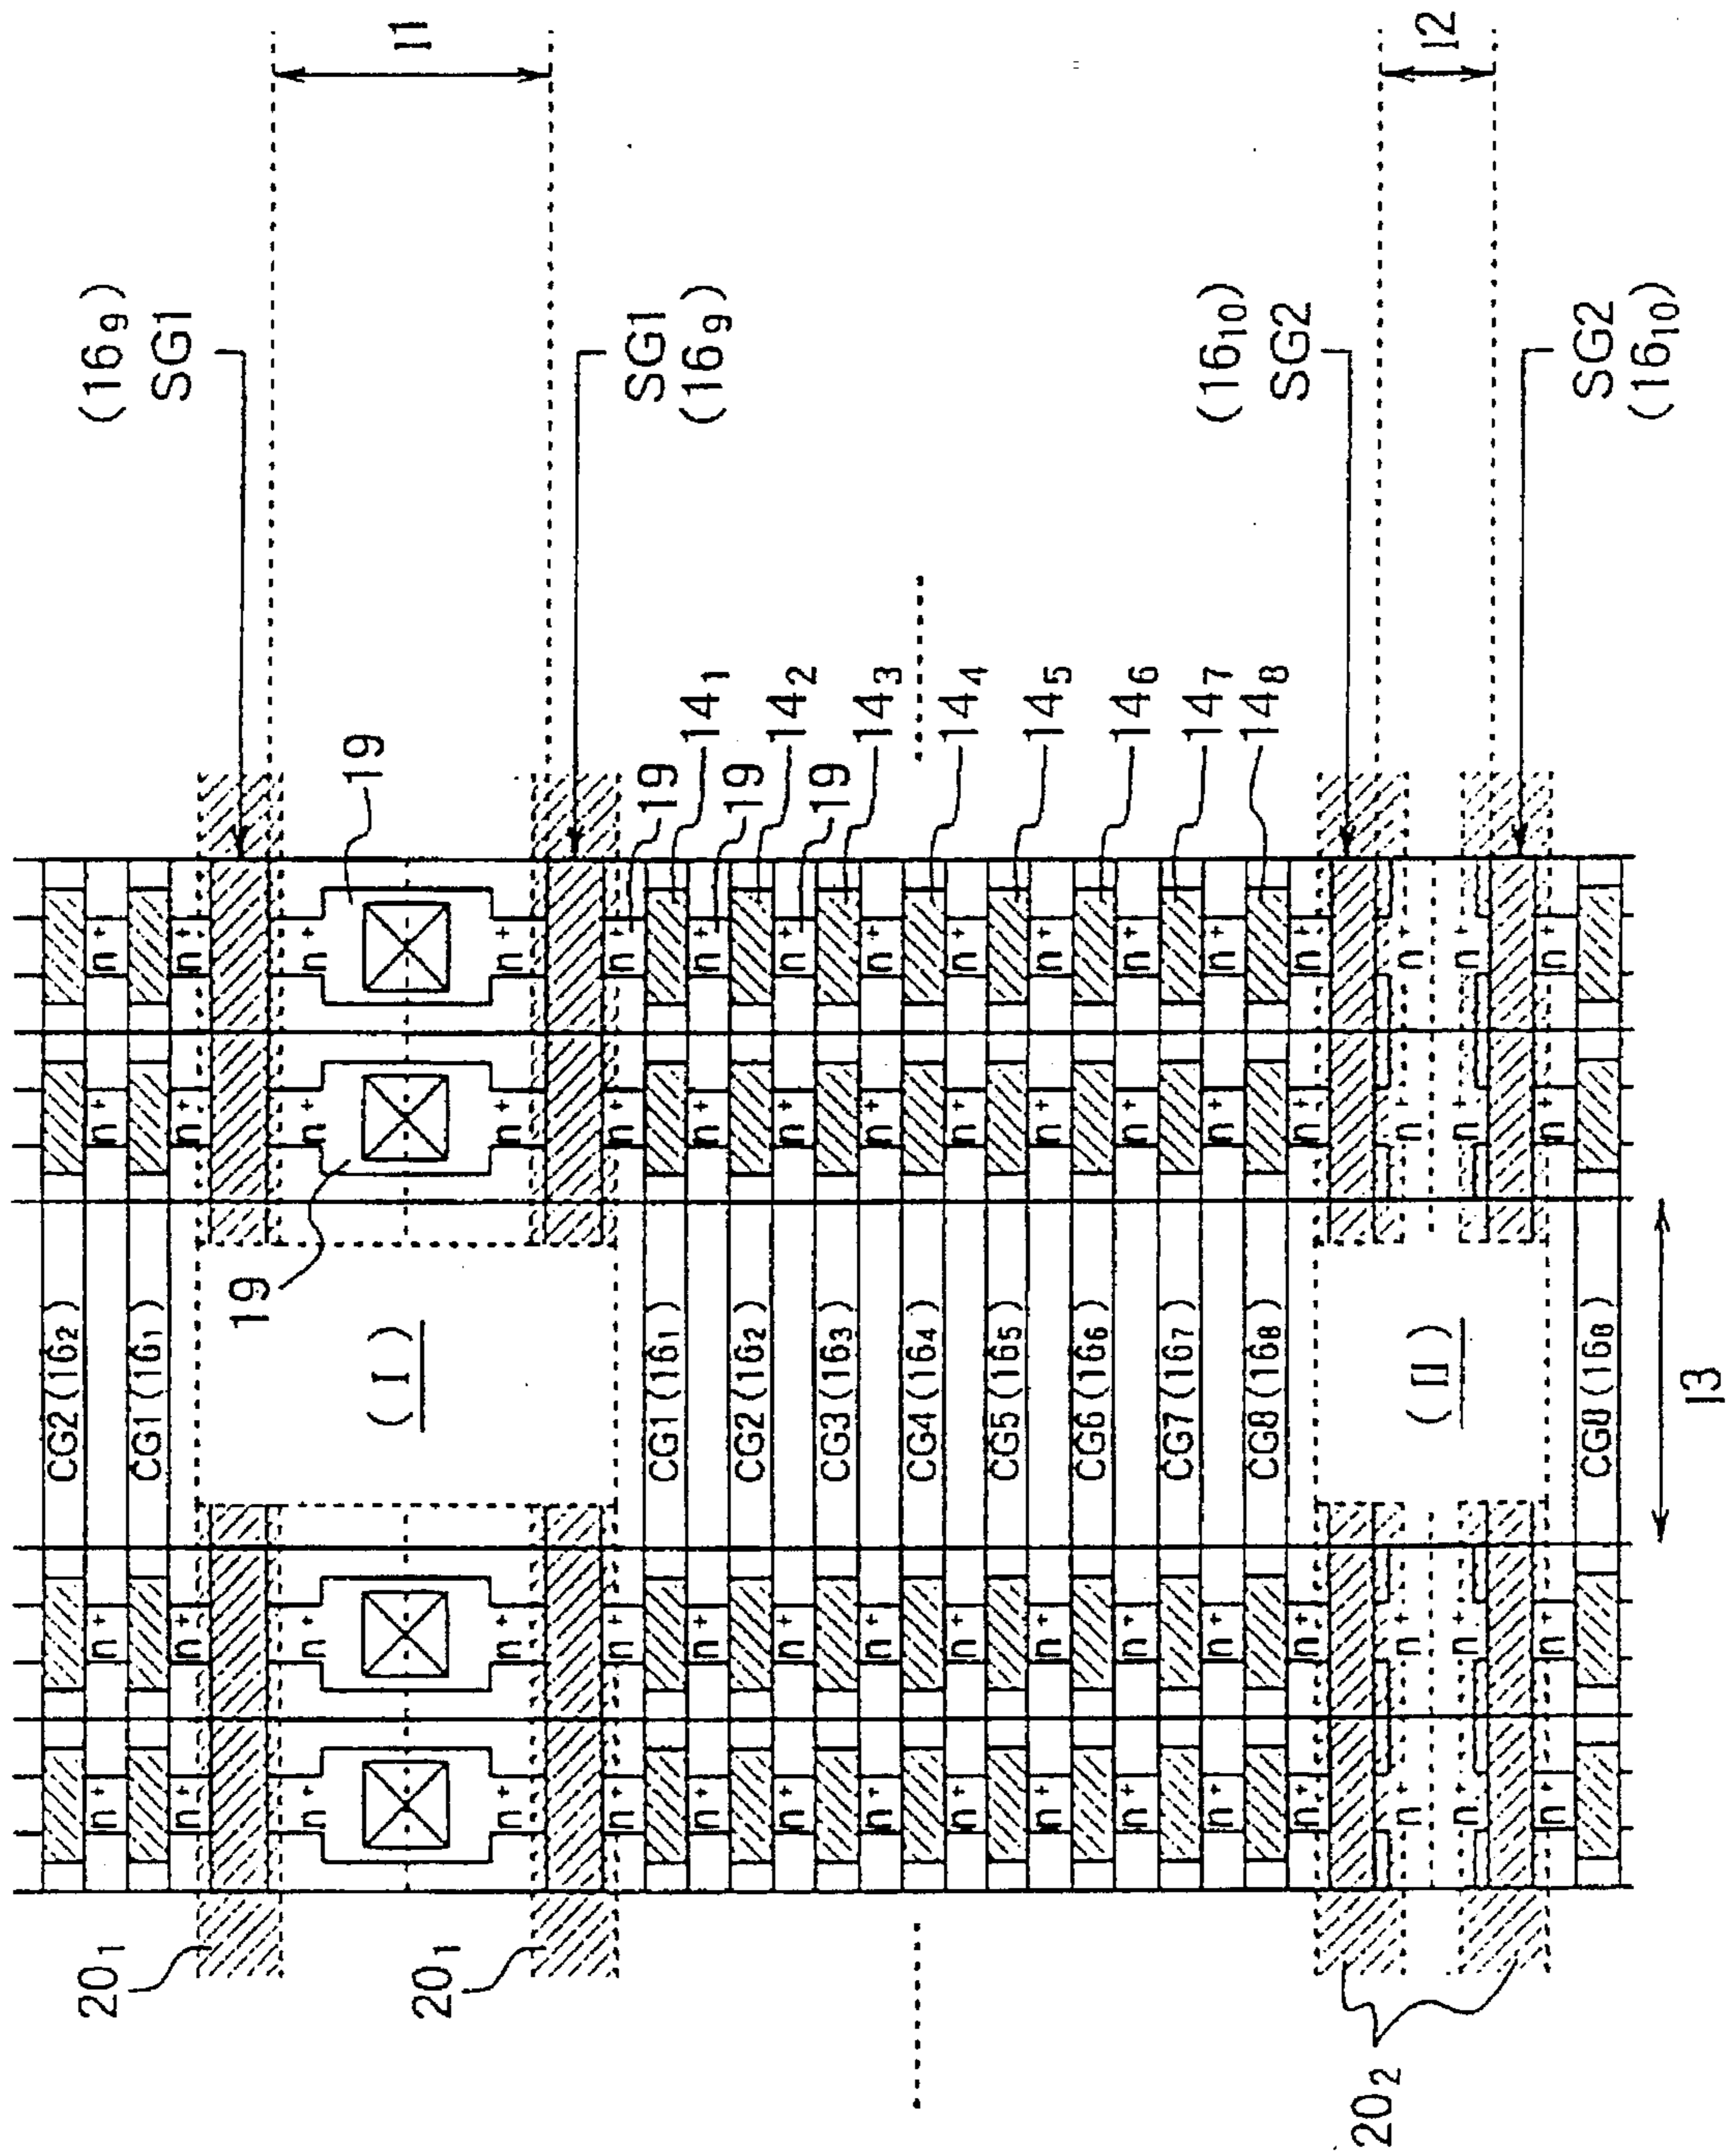 CG2(16₂)
20₁
(16₉)
SG1
n⁺ n⁺ n⁺ n⁺
CG1(16₁)
n⁺ n⁺ n⁺ n⁺
19
n⁺ n⁺ n⁺ n⁺
19
(I)
l1
20₁
n⁺ n⁺ n⁺ n⁺
SG1
(16₉)
n⁺ n⁺ n⁺ n⁺
19
CG1(16₁)
14₁
n⁺ n⁺ n⁺ n⁺
19
CG2(16₂)
14₂
n⁺ n⁺ n⁺ n⁺
19
CG3(16₃)
14₃
n⁺ n⁺ n⁺ n⁺
CG4(16₄)
14₄
n⁺ n⁺ n⁺ n⁺
CG5(16₅)
14₅
n⁺ n⁺ n⁺ n⁺
CG6(16₆)
14₆
n⁺ n⁺ n⁺ n⁺
CG7(16₇)
14₇
n⁺ n⁺ n⁺ n⁺
CG8(16₈)
14₈
(16₁₀)
SG2
n⁺ n⁺ n⁺ n⁺
20₂
n⁺ n⁺ n⁺ n⁺
(II)
l2
n⁺ n⁺ n⁺ n⁺
n⁺ n⁺ n⁺ n⁺
CG8(16₈)
SG2
(16₁₀)
l3